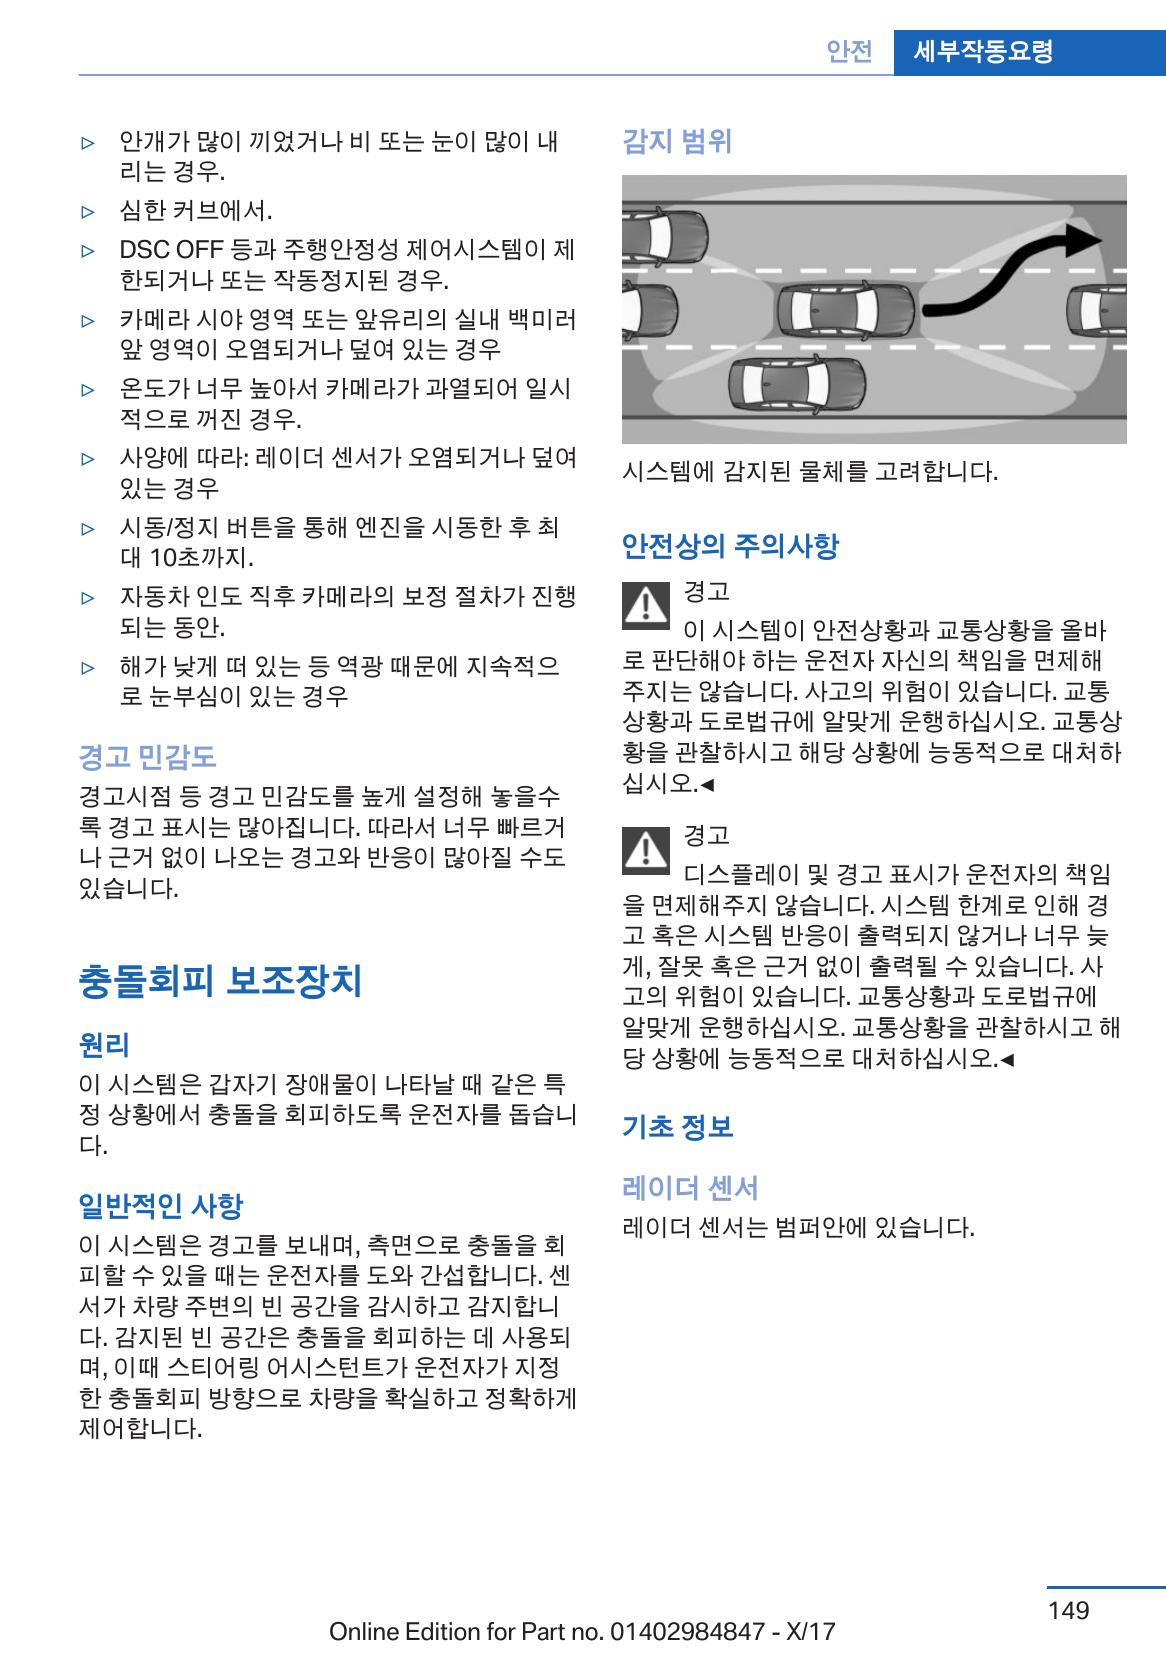 안전 세부작동요령
▷ 안개가 많이 끼었거나 비 또는 눈이 많이 내
리는 경우.
▷ 심한 커브에서.
▷ DSC OFF 등과 주행안정성 제어시스템이 제
한되거나 또는 작동정지된 경우.
▷ 카메라 시야 영역 또는 앞유리의 실내 백미러
앞 영역이 오염되거나 덮여 있는 경우
▷ 온도가 너무 높아서 카메라가 과열되어 일시
적으로 꺼진 경우.
▷ 사양에 따라: 레이더 센서가 오염되거나 덮여
있는 경우
▷ 시동/정지 버튼을 통해 엔진을 시동한 후 최
대 10초까지.
▷ 자동차 인도 직후 카메라의 보정 절차가 진행
되는 동안.
▷ 해가 낮게 떠 있는 등 역광 때문에 지속적으
로 눈부심이 있는 경우
경고 민감도
경고시점 등 경고 민감도를 높게 설정해 놓을수
록 경고 표시는 많아집니다. 따라서 너무 빠르거
나 근거 없이 나오는 경고와 반응이 많아질 수도
있습니다.
충돌회피 보조장치
원리
이 시스템은 갑자기 장애물이 나타날 때 같은 특
정 상황에서 충돌을 회피하도록 운전자를 돕습니
다.
일반적인 사항
이 시스템은 경고를 보내며, 측면으로 충돌을 회
피할 수 있을 때는 운전자를 도와 간섭합니다. 센
서가 차량 주변의 빈 공간을 감시하고 감지합니
다. 감지된 빈 공간은 충돌을 회피하는 데 사용되
며, 이때 스티어링 어시스턴트가 운전자가 지정
한 충돌회피 방향으로 차량을 확실하고 정확하게
제어합니다.
감지 범위
시스템에 감지된 물체를 고려합니다.
안전상의 주의사항
경고
이 시스템이 안전상황과 교통상황을 올바
로 판단해야 하는 운전자 자신의 책임을 면제해
주지는 않습니다. 사고의 위험이 있습니다. 교통
상황과 도로법규에 알맞게 운행하십시오. 교통상
황을 관찰하시고 해당 상황에 능동적으로 대처하
십시오.◄
경고
디스플레이 및 경고 표시가 운전자의 책임
을 면제해주지 않습니다. 시스템 한계로 인해 경
고 혹은 시스템 반응이 출력되지 않거나 너무 늦
게, 잘못 혹은 근거 없이 출력될 수 있습니다. 사
고의 위험이 있습니다. 교통상황과 도로법규에
알맞게 운행하십시오. 교통상황을 관찰하시고 해
당 상황에 능동적으로 대처하십시오.◄
기초 정보
레이더 센서
레이더 센서는 범퍼안에 있습니다.
149
Online Edition for Part no. 01402984847 - X/17